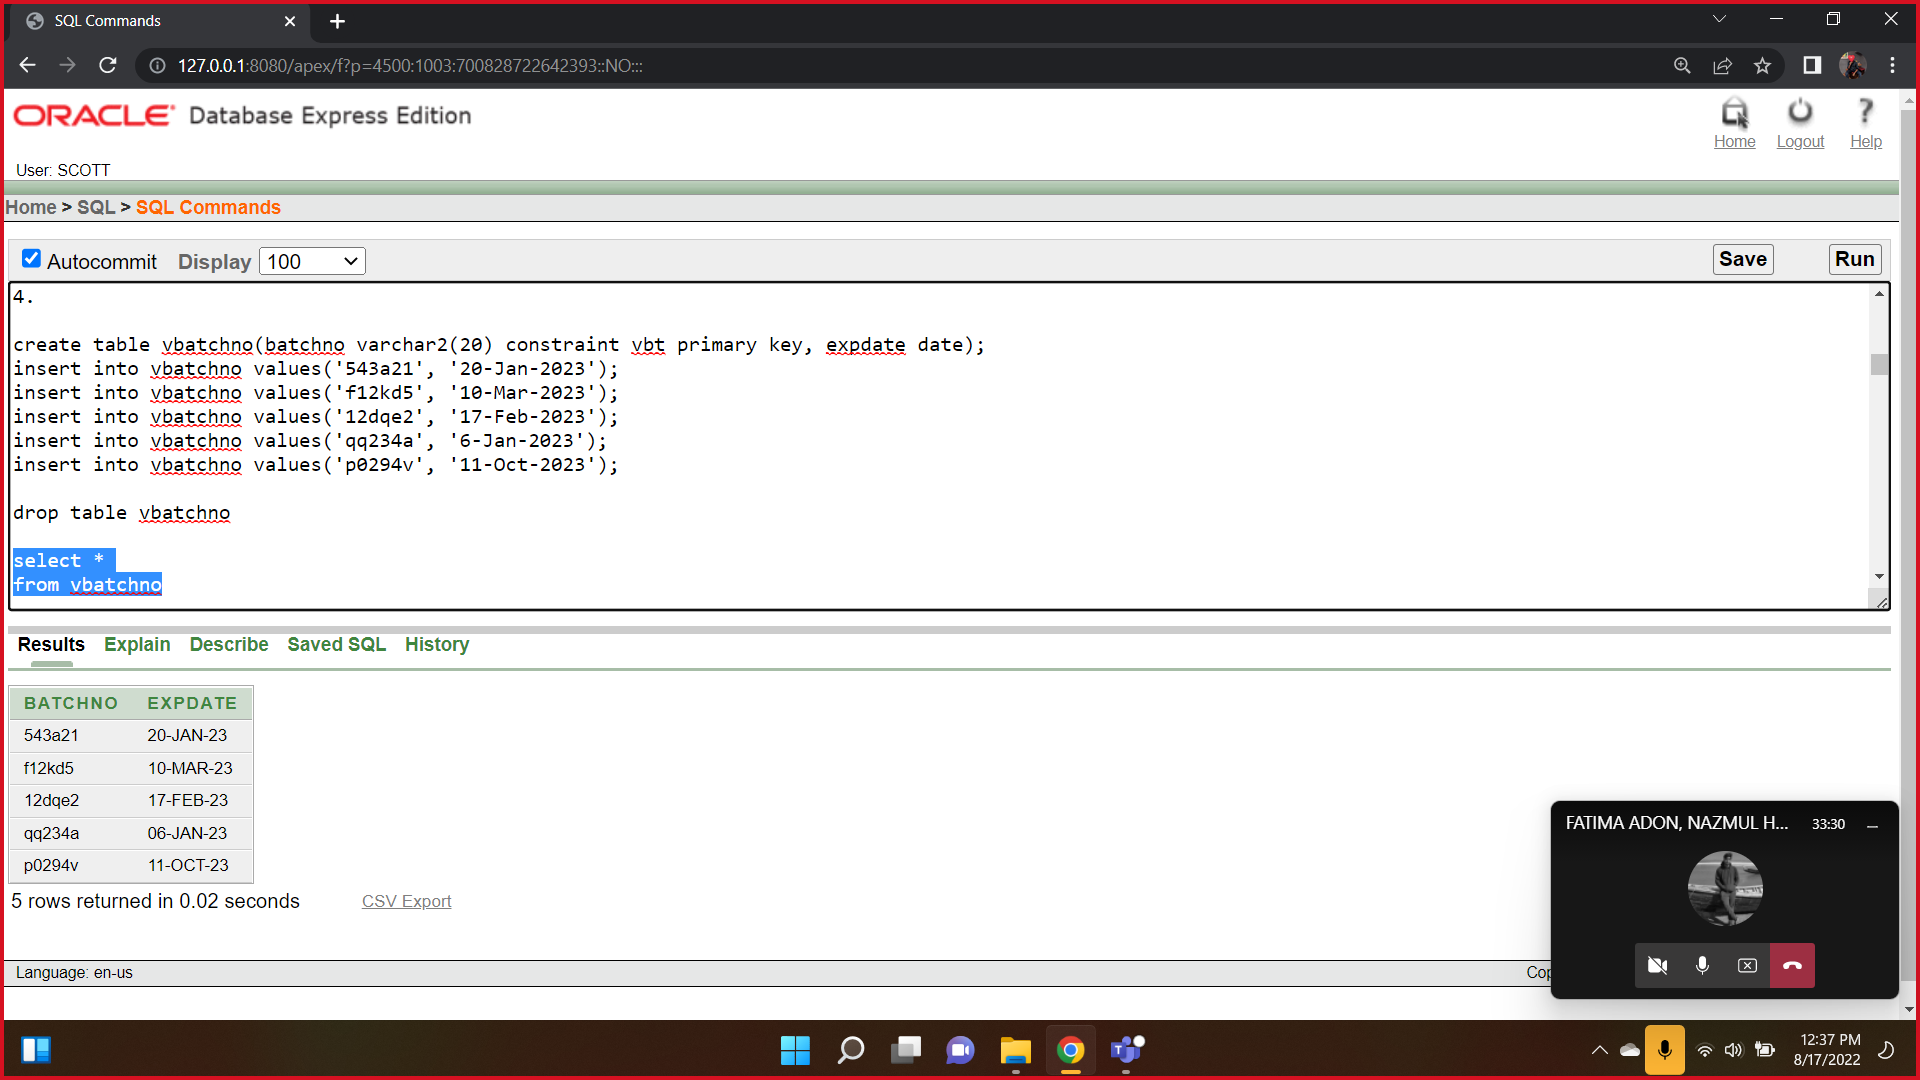 SQL Commands
127.0.0.1:8080/apex/f?p=4500:1003:700828722642393::NO:::
ORACLE Database Express Edition
Home Logout Help
User: SCOTT
Home > SQL > SQL Commands
Autocommit Display 100 Save Run
4.
create table vbatchno(batchno varchar2(20) constraint vbt primary key, expdate date);
insert into vbatchno values('543a21', '20-Jan-2023');
insert into vbatchno values('f12kd5', '10-Mar-2023');
insert into vbatchno values('12dqe2', '17-Feb-2023');
insert into vbatchno values('qq234a', '6-Jan-2023');
insert into vbatchno values('p0294v', '11-Oct-2023');
drop table vbatchno
select *
from vbatchno
Results Explain Describe Saved SQL History
BATCHNO EXPDATE
543a21 20-JAN-23
f12kd5 10-MAR-23
12dqe2 17-FEB-23
qq234a 06-JAN-23
p0294v 11-OCT-23
5 rows returned in 0.02 seconds CSV Export
FATIMA ADON, NAZMUL H... 33:30
Language: en-us Cop
12:37 PM
8/17/2022